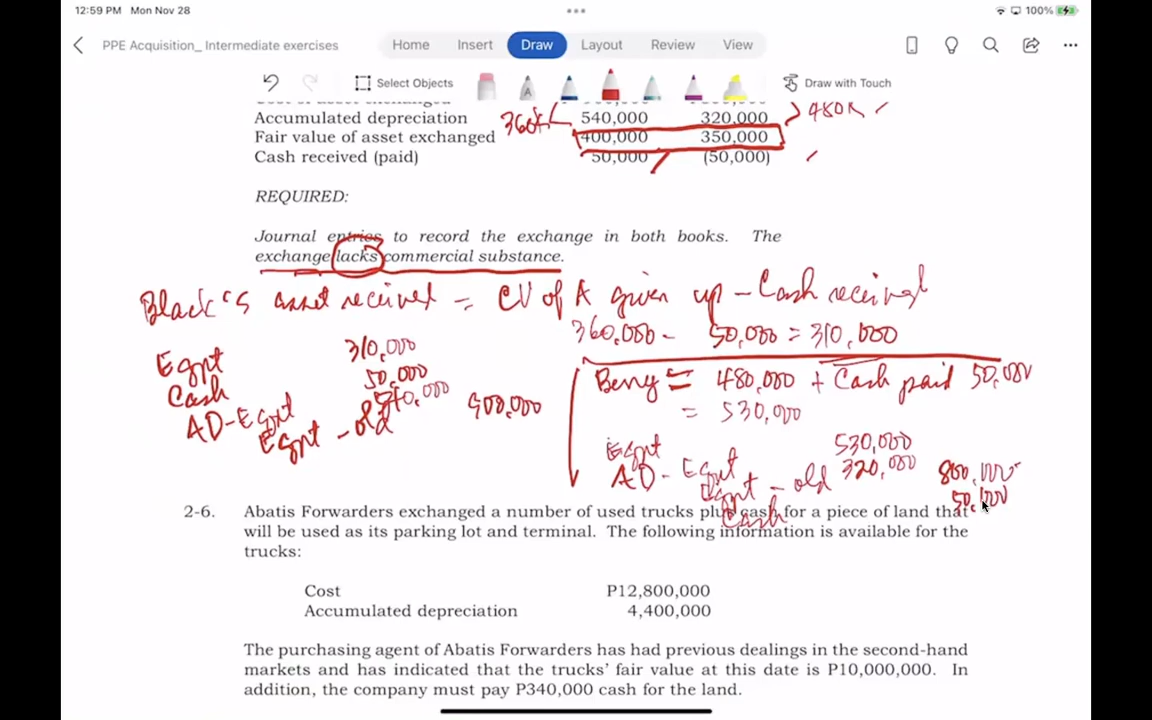 12:59 PM Mon Nov 28
100%
PPE Acquisition_ Intermediate exercises
Home Insert Draw Layout Review View
Select Objects
A
Draw with Touch
Accumulated depreciation 540,000 320,000
360k
480k
Fair value of asset exchanged 400,000 350,000
Cash received (paid) 50,000 (50,000)
REQUIRED:
Journal entries to record the exchange in both books. The
exchange lacks commercial substance.
Black's asset received = CV of A given up - Cash received
360,000 - 50,000 = 310,000
Eqpt 310,000
Cash 50,000
AD-Eqpt 540,000
Eqpt - old 900,000
Berry = 480,000 + Cash paid 50,000
= 530,000
Eqpt 530,000
AD - Eqpt 320,000
Eqpt - old 800,000
Cash 50,000
2-6. Abatis Forwarders exchanged a number of used trucks plus cash for a piece of land that
will be used as its parking lot and terminal. The following information is available for the
trucks:
Cost P12,800,000
Accumulated depreciation 4,400,000
The purchasing agent of Abatis Forwarders has had previous dealings in the second-hand
markets and has indicated that the trucks' fair value at this date is P10,000,000. In
addition, the company must pay P340,000 cash for the land.